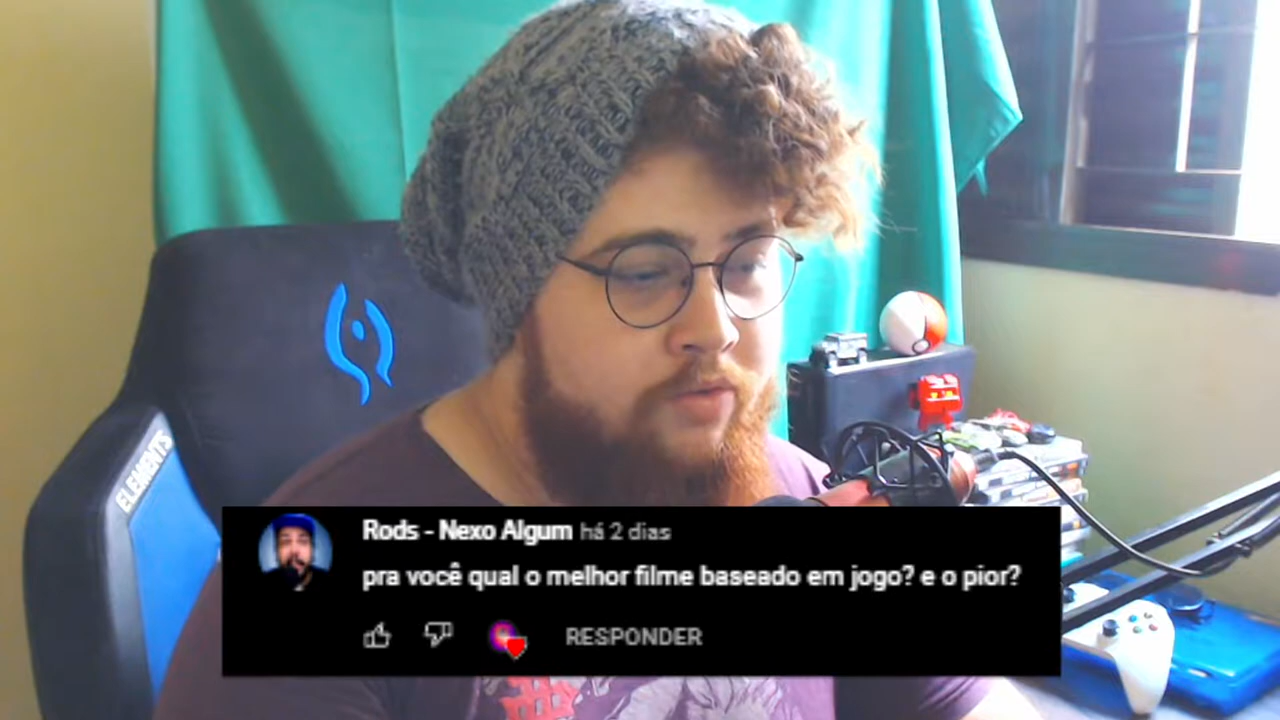 ELEMENTS
Rods - Nexo Algum há 2 dias
pra você qual o melhor filme baseado em jogo? e o pior?
RESPONDER